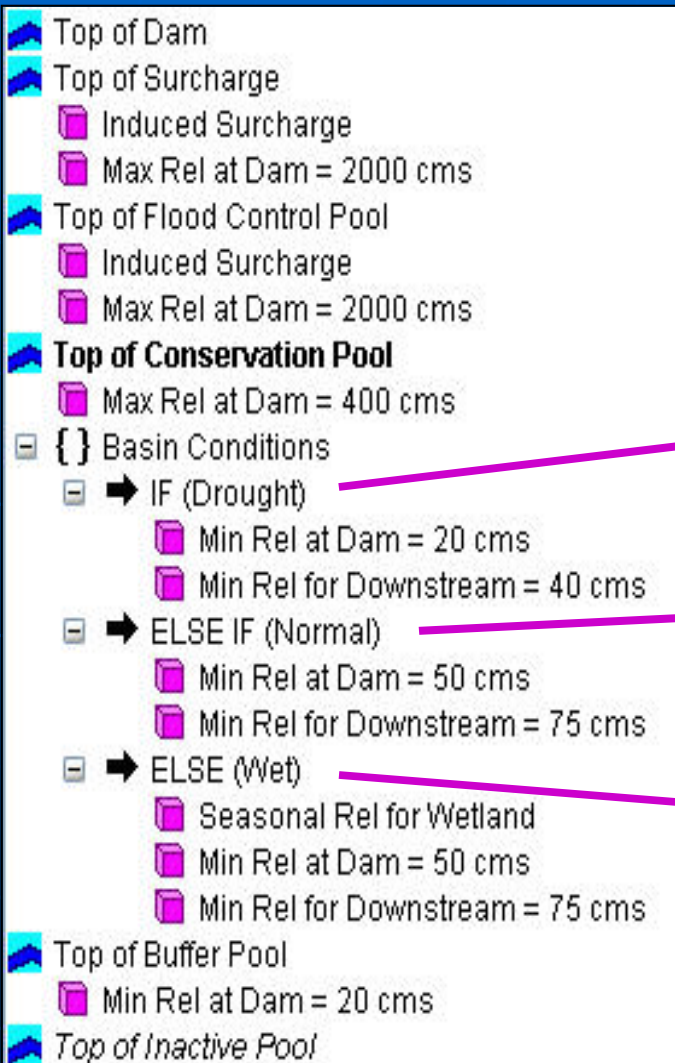 Top of Dam
Top of Surcharge
Induced Surcharge
Max Rel at Dam = 2000 cms
Top of Flood Control Pool
Induced Surcharge
Max Rel at Dam = 2000 cms
Top of Conservation Pool
Max Rel at Dam = 400 cms
{ } Basin Conditions
IF (Drought)
Min Rel at Dam = 20 cms
Min Rel for Downstream = 40 cms
ELSE IF (Normal)
Min Rel at Dam = 50 cms
Min Rel for Downstream = 75 cms
ELSE (Wet)
Seasonal Rel for Wetland
Min Rel at Dam = 50 cms
Min Rel for Downstream = 75 cms
Top of Buffer Pool
Min Rel at Dam = 20 cms
Top of Inactive Pool